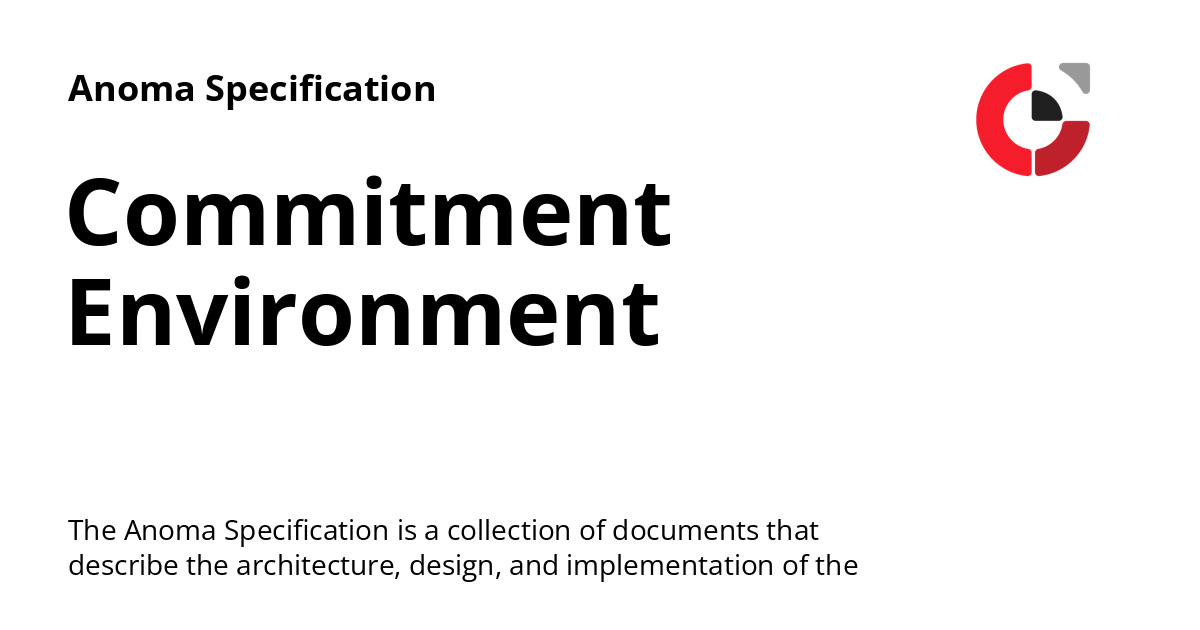 Anoma Specification
Commitment
Environment
The Anoma Specification is a collection of documents that
describe the architecture, design, and implementation of the